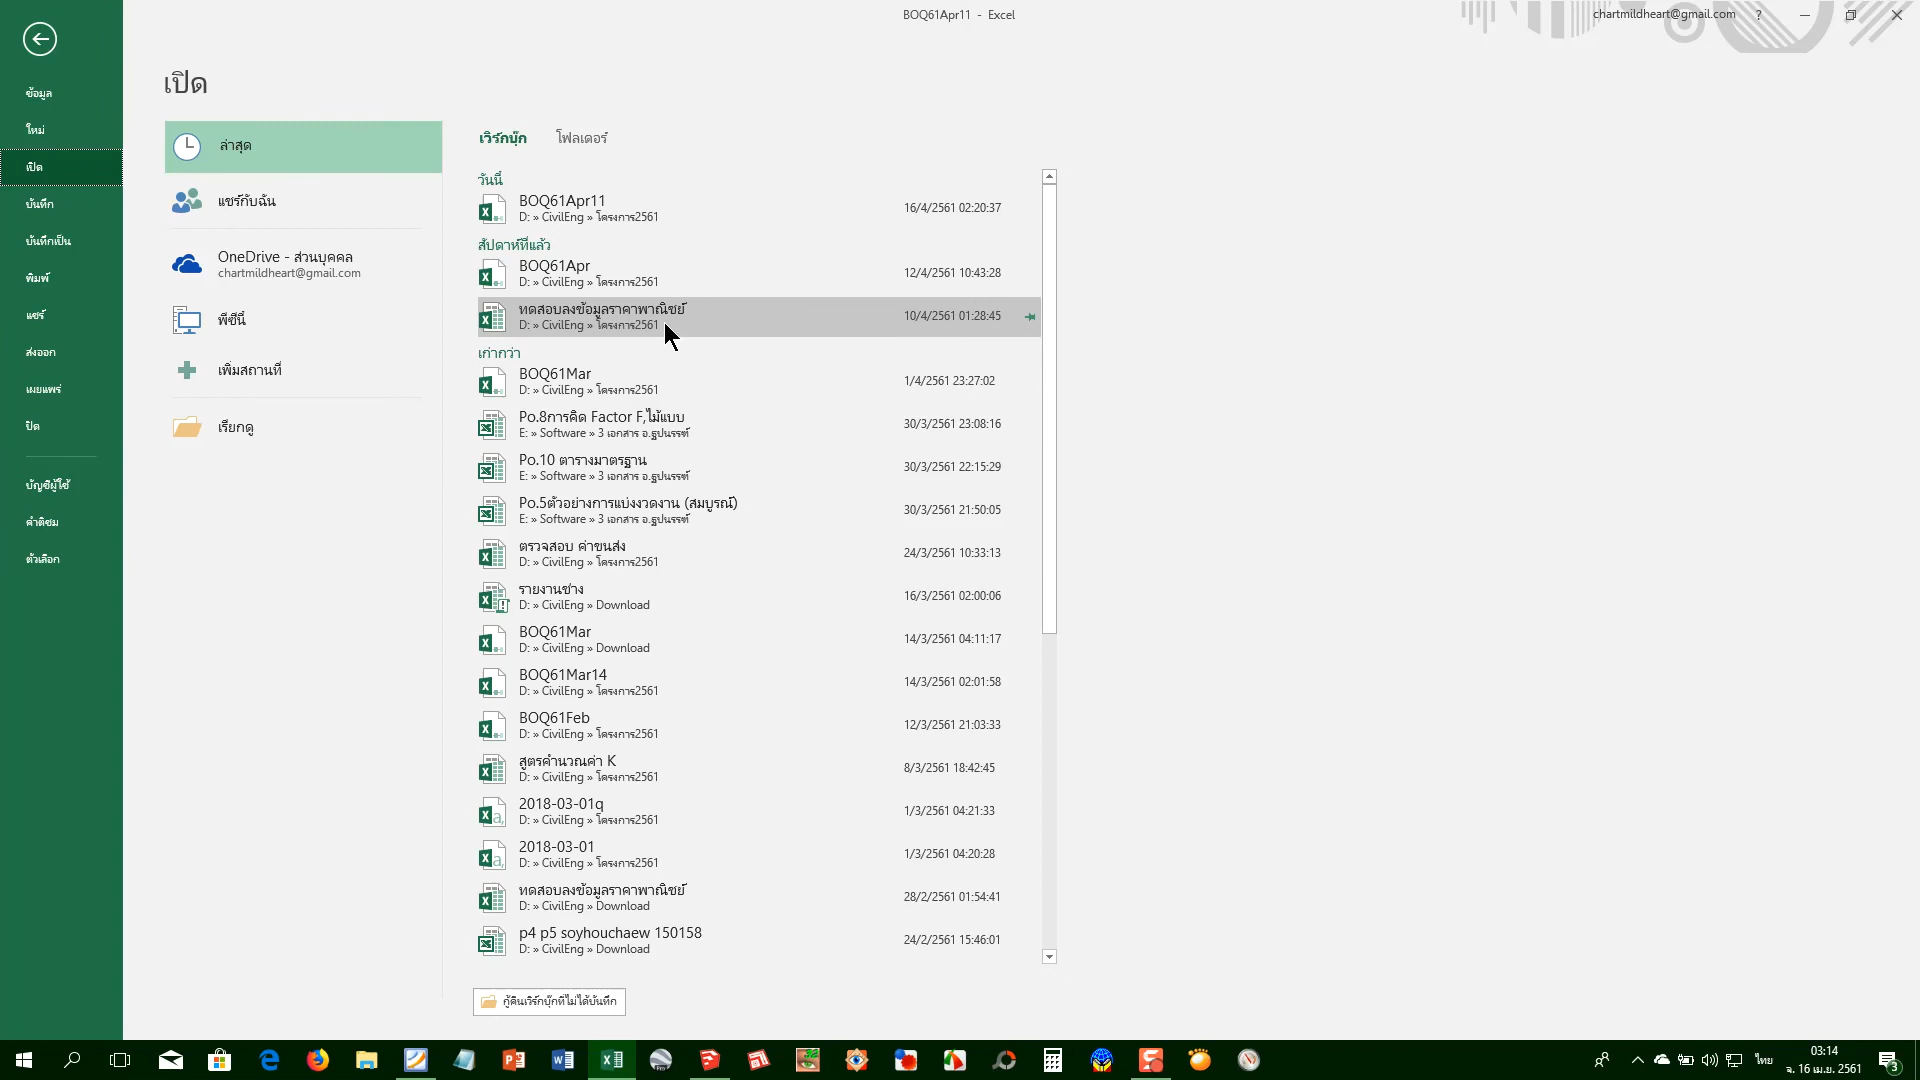 BOQ61Apr11 - Excel
chartmildheart@gmail.com
?
เปิด
ข้อมูล
ใหม่
เปิด
บันทึก
บันทึกเป็น
พิมพ์
แชร์
ส่งออก
เผยแพร่
ปิด
บัญชีผู้ใช้
คำติชม
ตัวเลือก
ล่าสุด
แชร์กับฉัน
OneDrive - ส่วนบุคคล
chartmildheart@gmail.com
พีซีนี้
เพิ่มสถานที่
เรียกดู
เวิร์กบุ๊ก โฟลเดอร์
วันนี้
BOQ61Apr11 16/4/2561 02:20:37
D: » CivilEng » โครงการ2561
สัปดาห์ที่แล้ว
BOQ61Apr 12/4/2561 10:43:28
D: » CivilEng » โครงการ2561
ทดสอบลงข้อมูลราคาพาณิชย์ 10/4/2561 01:28:45
D: » CivilEng » โครงการ2561
เก่ากว่า
BOQ61Mar 1/4/2561 23:27:02
D: » CivilEng » โครงการ2561
Po.8การคิด Factor F,ไม้แบบ 30/3/2561 23:08:16
E: » Software » 3 เอกสาร อ.ฐปนรรฑ์
Po.10 ตารางมาตรฐาน 30/3/2561 22:15:29
E: » Software » 3 เอกสาร อ.ฐปนรรฑ์
Po.5ตัวอย่างการแบ่งงวดงาน (สมบูรณ์) 30/3/2561 21:50:05
E: » Software » 3 เอกสาร อ.ฐปนรรฑ์
ตรวจสอบ ค่าขนส่ง 24/3/2561 10:33:13
D: » CivilEng » โครงการ2561
รายงานช่าง 16/3/2561 02:00:06
D: » CivilEng » Download
BOQ61Mar 14/3/2561 04:11:17
D: » CivilEng » Download
BOQ61Mar14 14/3/2561 02:01:58
D: » CivilEng » โครงการ2561
BOQ61Feb 12/3/2561 21:03:33
D: » CivilEng » โครงการ2561
สูตรคำนวณค่า K 8/3/2561 18:42:45
D: » CivilEng » โครงการ2561
2018-03-01q 1/3/2561 04:21:33
D: » CivilEng » โครงการ2561
2018-03-01 1/3/2561 04:20:28
D: » CivilEng » โครงการ2561
ทดสอบลงข้อมูลราคาพาณิชย์ 28/2/2561 01:54:41
D: » CivilEng » Download
p4 p5 soyhouchaew 150158 24/2/2561 15:46:01
D: » CivilEng » Download
กู้คืนเวิร์กบุ๊กที่ไม่ได้บันทึก
ไทย
03:14
จ. 16 เม.ย. 2561
3